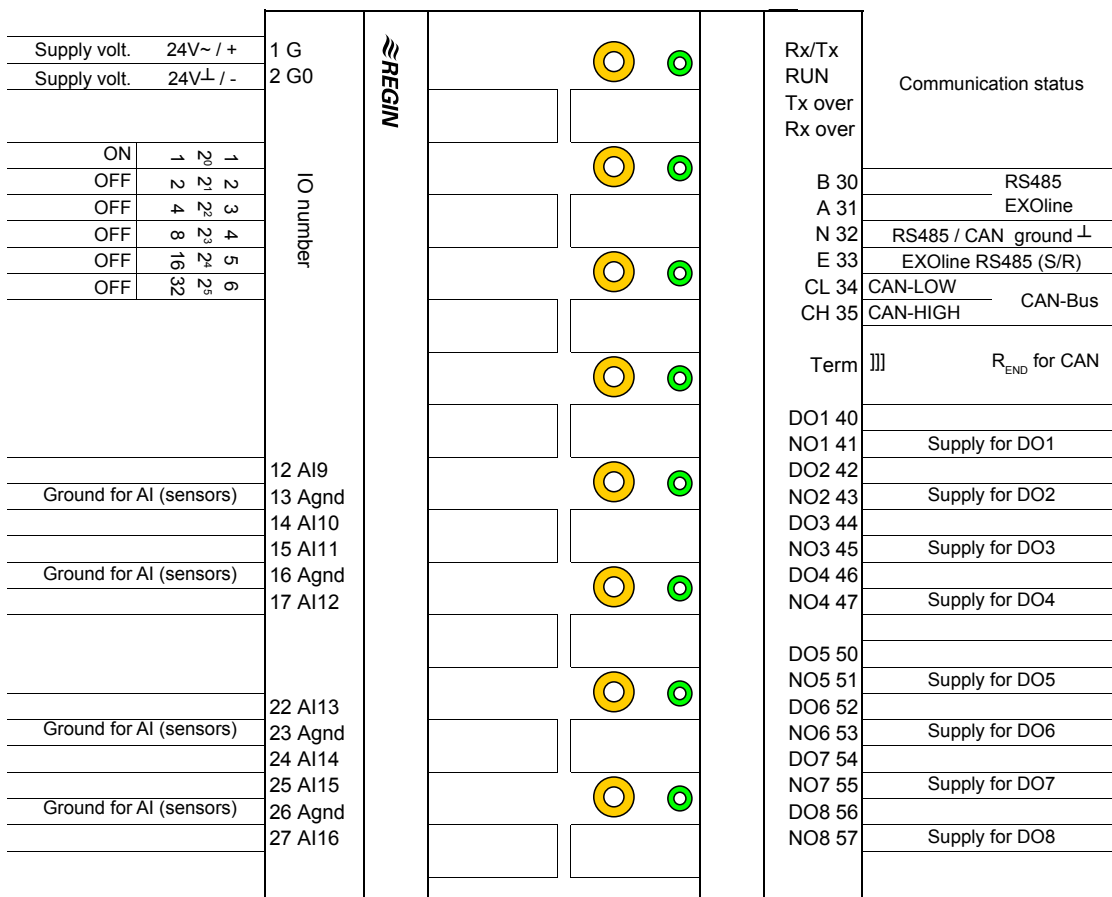 Supply volt. 24V~ / + 1 G
Supply volt. 24V⊥ / - 2 G0
≋REGIN
Rx/Tx
RUN
Tx over
Rx over
Communication status
ON 1 2⁰ 1
OFF 2 2¹ 2
OFF 4 2² 3
OFF 8 2³ 4
OFF 16 2⁴ 5
OFF 32 2⁵ 6
IO number
B 30 RS485
A 31 EXOline
N 32 RS485 / CAN ground ⊥
E 33 EXOline RS485 (S/R)
CL 34 CAN-LOW
CH 35 CAN-HIGH
CAN-Bus
Term ]]] R_END for CAN
12 AI9
Ground for AI (sensors) 13 Agnd
14 AI10
15 AI11
Ground for AI (sensors) 16 Agnd
17 AI12
22 AI13
Ground for AI (sensors) 23 Agnd
24 AI14
25 AI15
Ground for AI (sensors) 26 Agnd
27 AI16
DO1 40
NO1 41 Supply for DO1
DO2 42
NO2 43 Supply for DO2
DO3 44
NO3 45 Supply for DO3
DO4 46
NO4 47 Supply for DO4
DO5 50
NO5 51 Supply for DO5
DO6 52
NO6 53 Supply for DO6
DO7 54
NO7 55 Supply for DO7
DO8 56
NO8 57 Supply for DO8